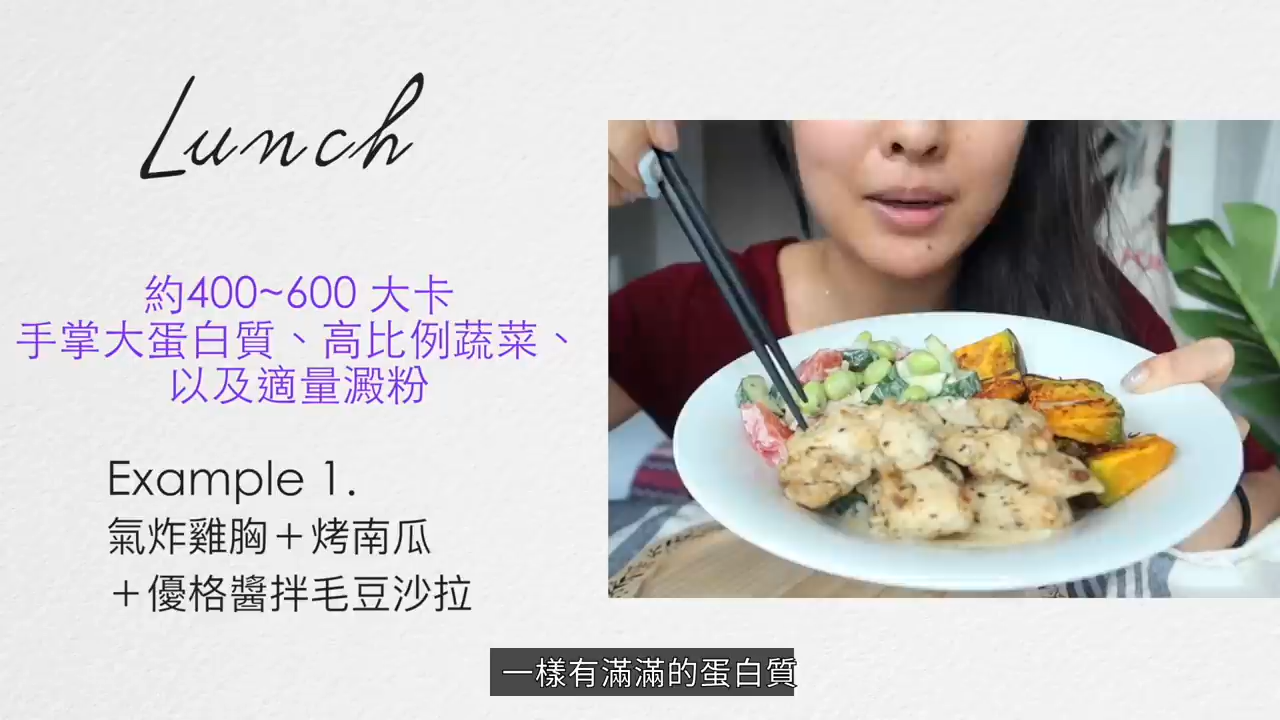 Lunch
約400~600 大卡
手掌大蛋白質、高比例蔬菜、
以及適量澱粉
Example 1.
氣炸雞胸＋烤南瓜
＋優格醬拌毛豆沙拉
一樣有滿滿的蛋白質